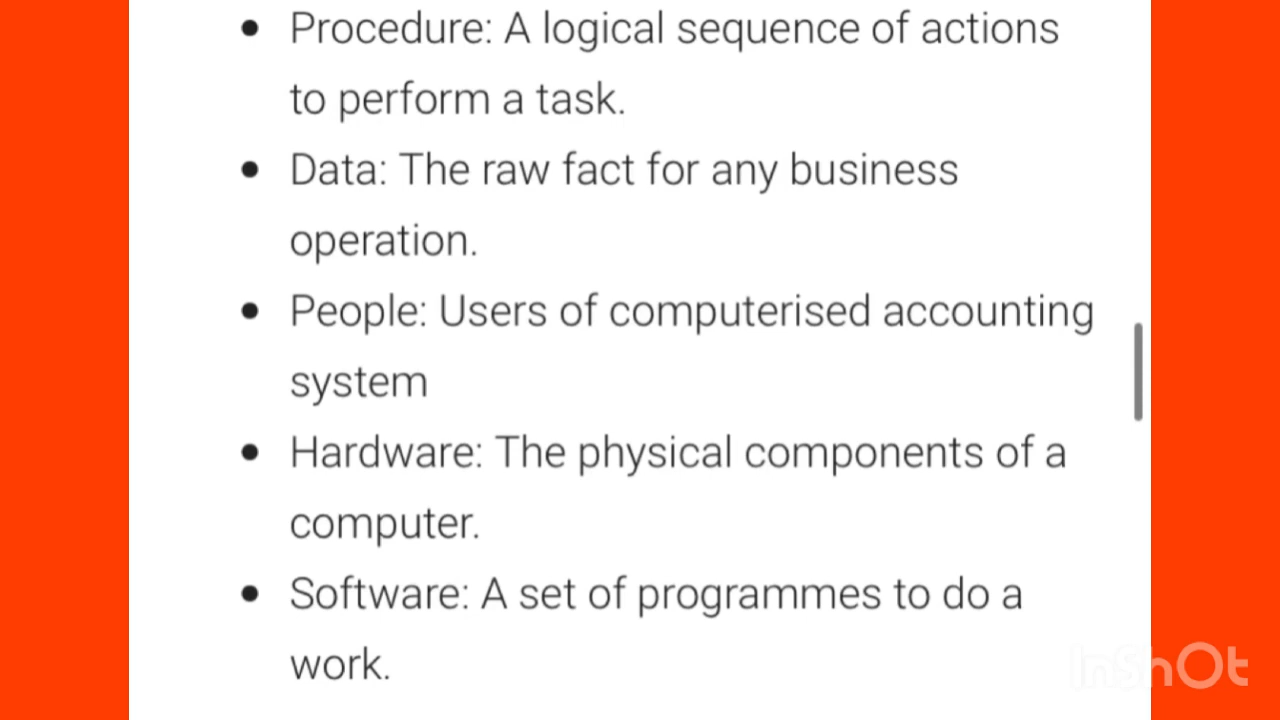 • Procedure: A logical sequence of actions
to perform a task.
• Data: The raw fact for any business
operation.
• People: Users of computerised accounting
system
• Hardware: The physical components of a
computer.
• Software: A set of programmes to do a
work.
InShOt